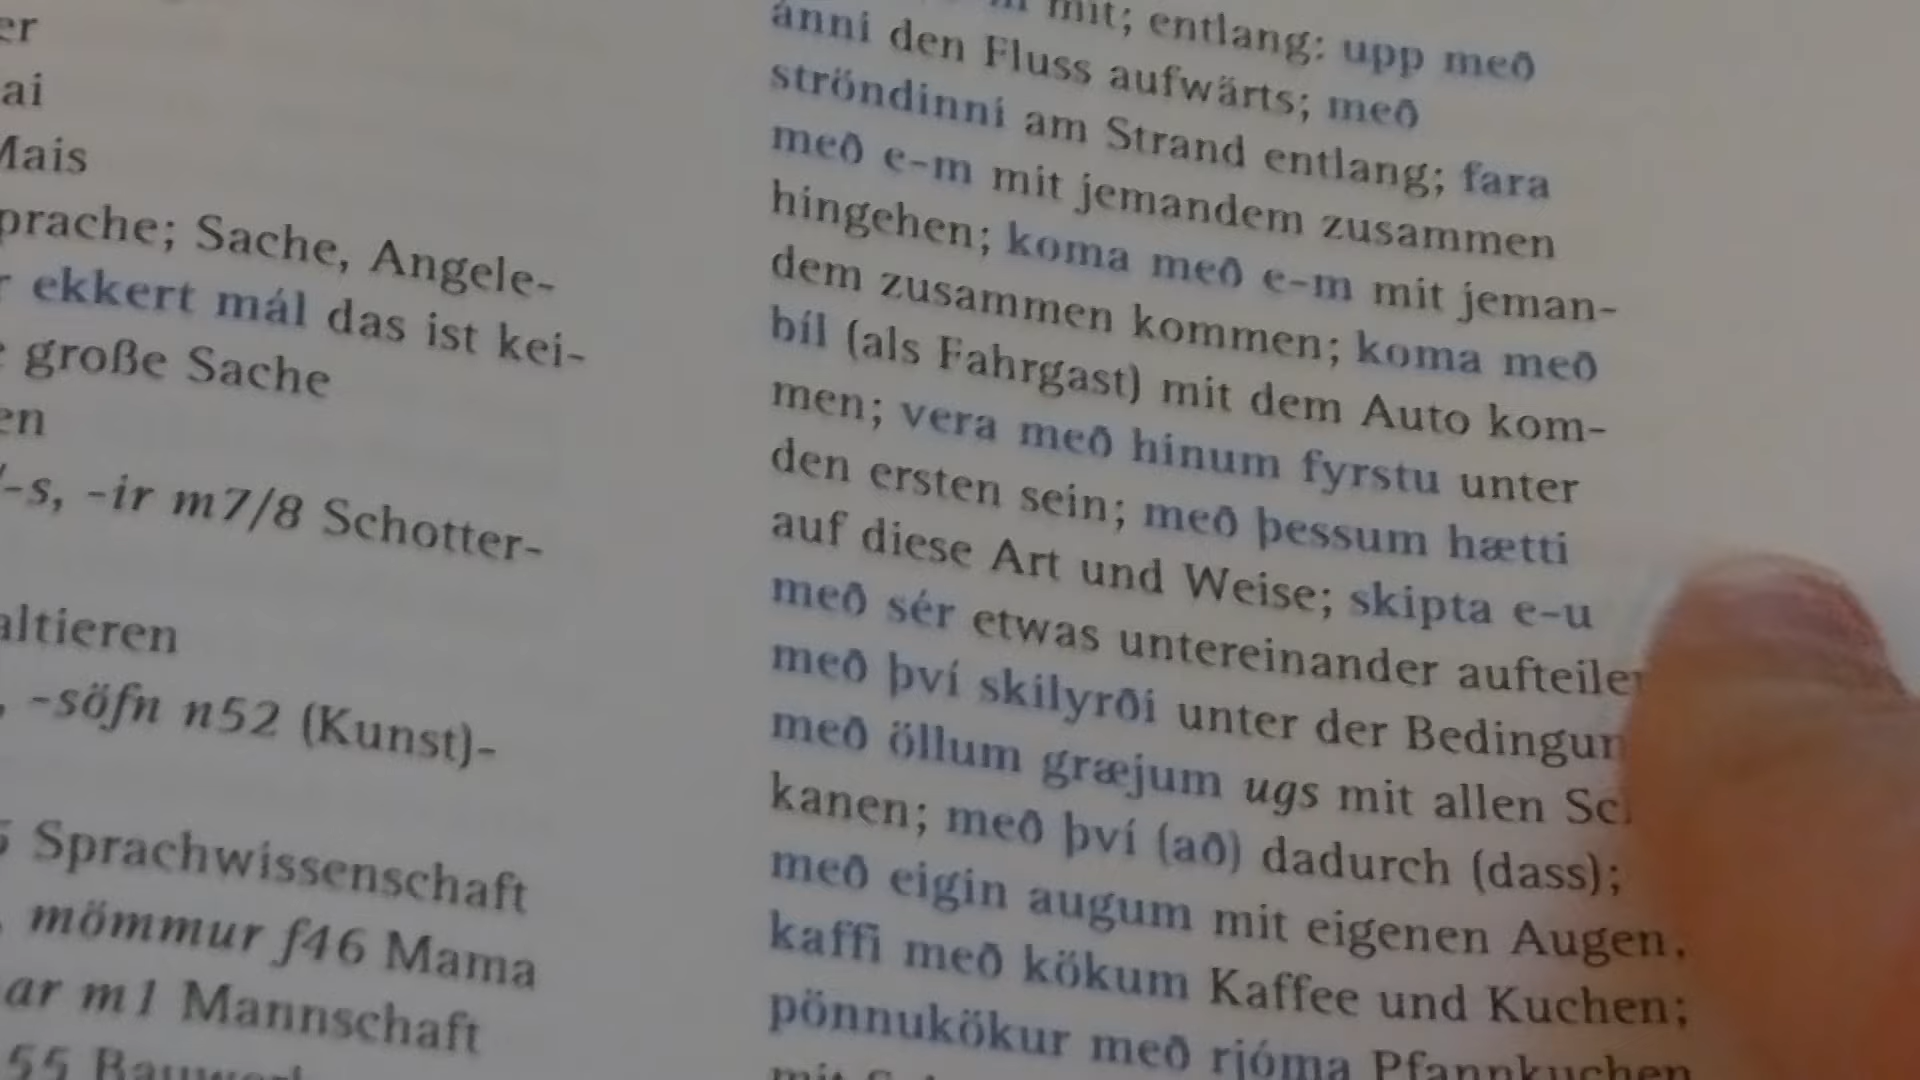 er
ai
Mais
prache; Sache, Angele-
r ekkert mál das ist kei-
e große Sache
en
-s, -ir m7/8 Schotter-
altieren
, -söfn n52 (Kunst)-
Sprachwissenschaft
, mömmur f46 Mama
ar m1 Mannschaft
55
mit; entlang: upp með
ánni den Fluss aufwärts; með
ströndinni am Strand entlang; fara
með e-m mit jemandem zusammen
hingehen; koma með e-m mit jeman-
dem zusammen kommen; koma með
bíl (als Fahrgast) mit dem Auto kom-
men; vera með hinum fyrstu unter
den ersten sein; með þessum hætti
auf diese Art und Weise; skipta e-u
með sér etwas untereinander aufteile
með því skilyrði unter der Bedingun
með öllum græjum ugs mit allen Sc
kanen; með því (að) dadurch (dass);
með eigin augum mit eigenen Augen.
kaffi með kökum Kaffee und Kuchen;
pönnukökur með rjóma Pfannkuchen
mit